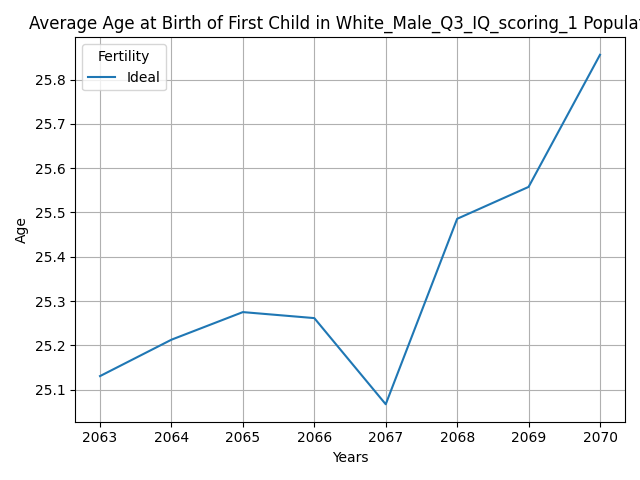 Average Age at Birth of First Child in White_Male_Q3_IQ_scoring_1 Populat
Fertility
Ideal
25.8
25.7
25.6
25.5
25.4
25.3
25.2
25.1
Age
2063 2064 2065 2066 2067 2068 2069 2070
Years